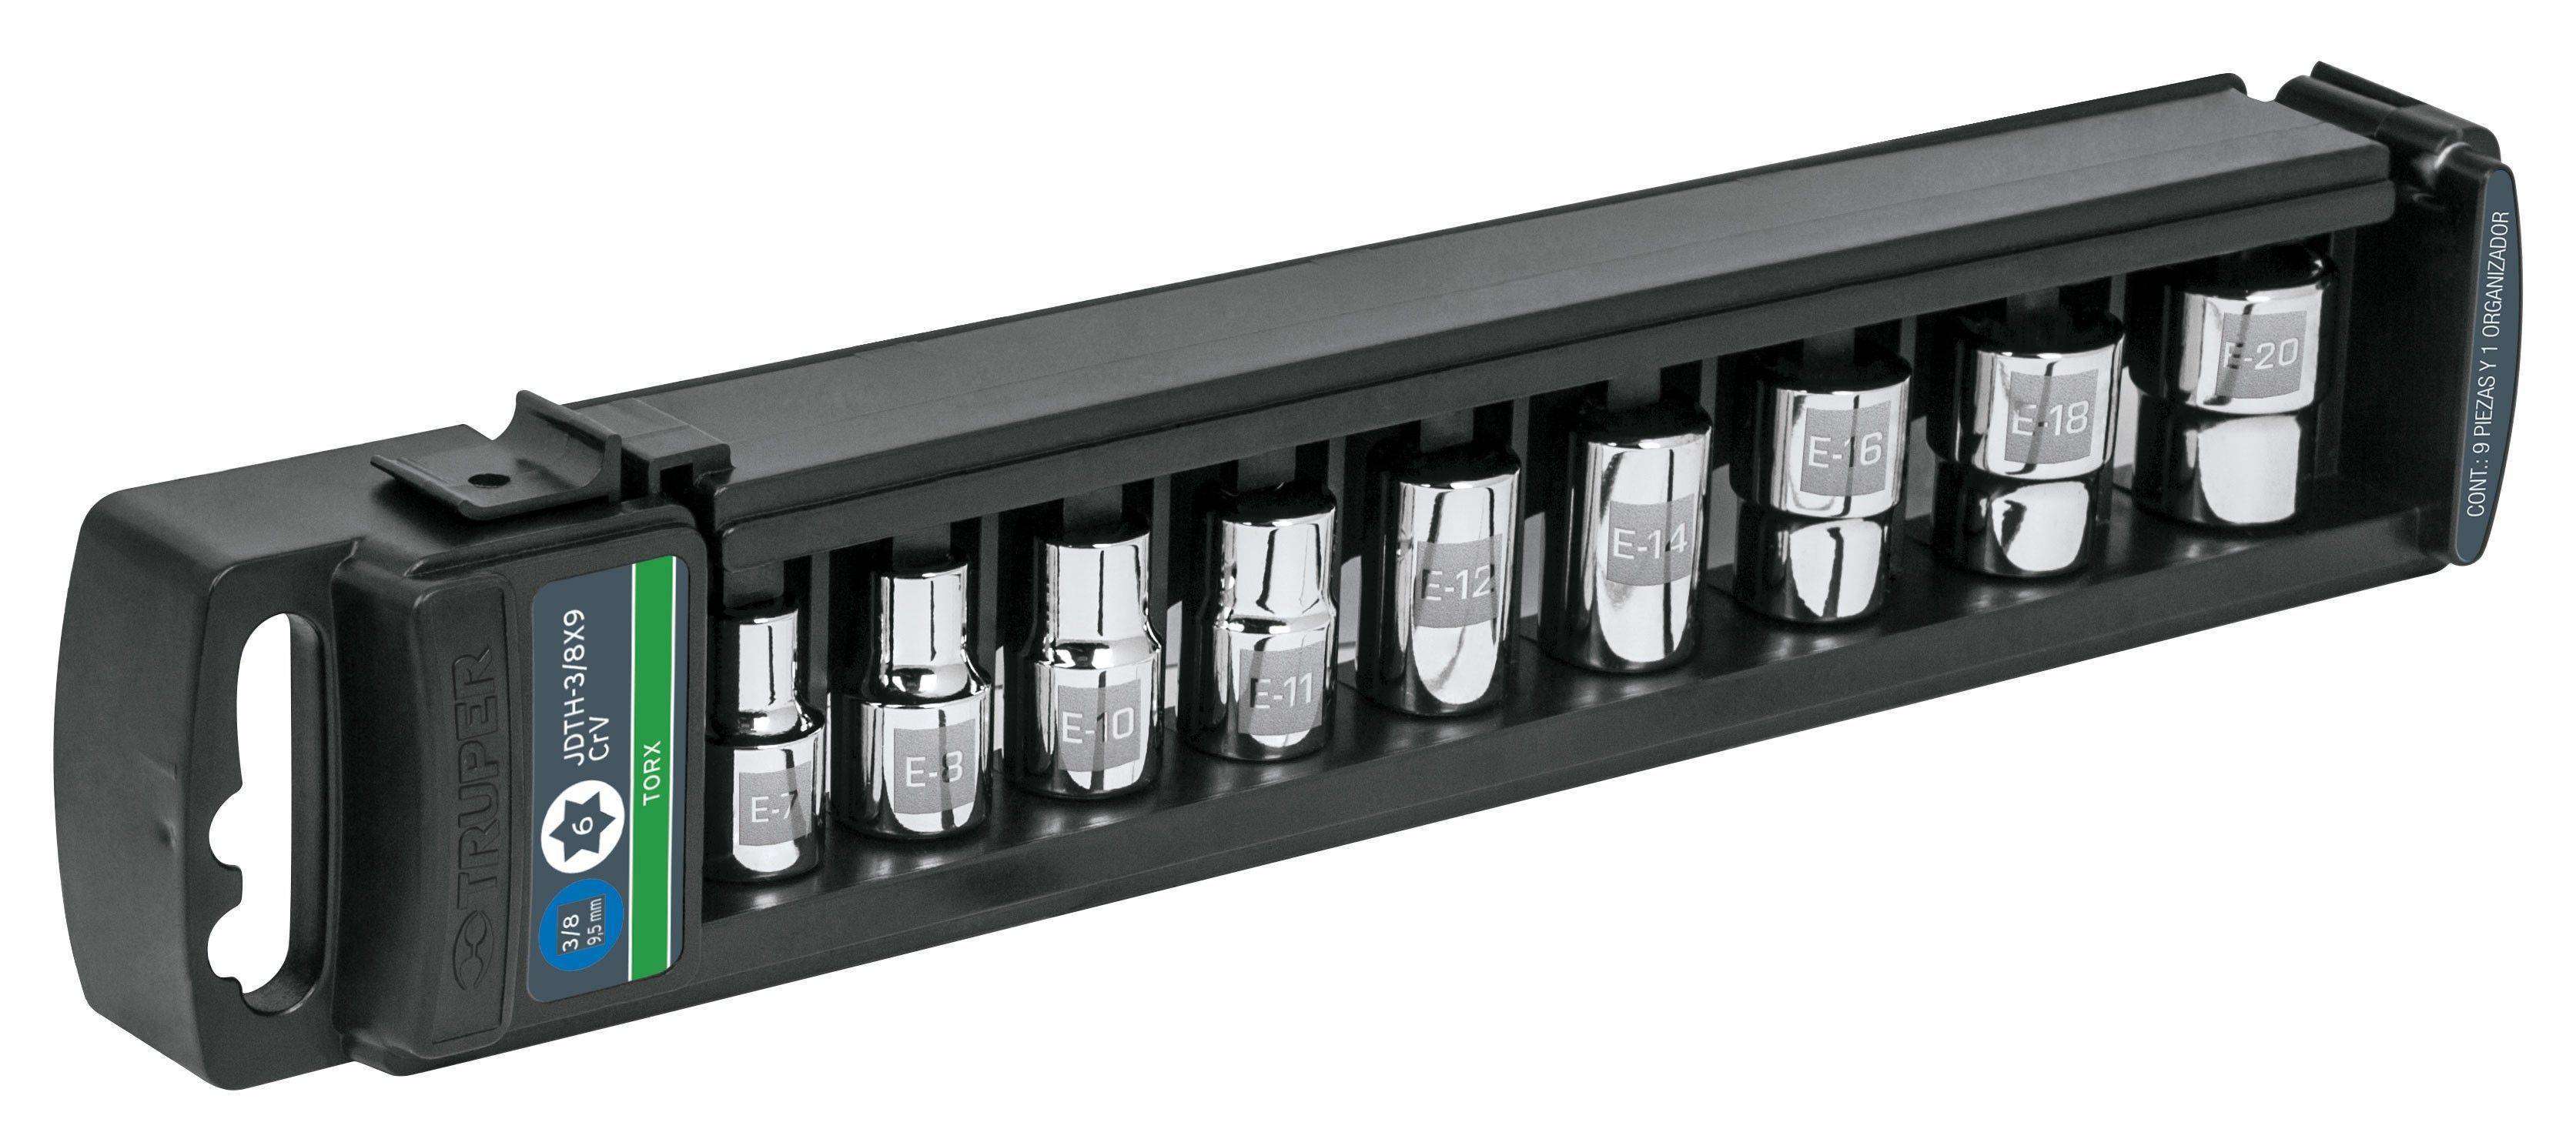 TRUPER
JDTH-3/8X9
CrV
6
3/8
9,5 mm
TORX
E-7
E-8
E-10
E-11
E-12
E-14
E-16
E-18
E-20
CONT.: 9 PIEZAS Y 1 ORGANIZADOR